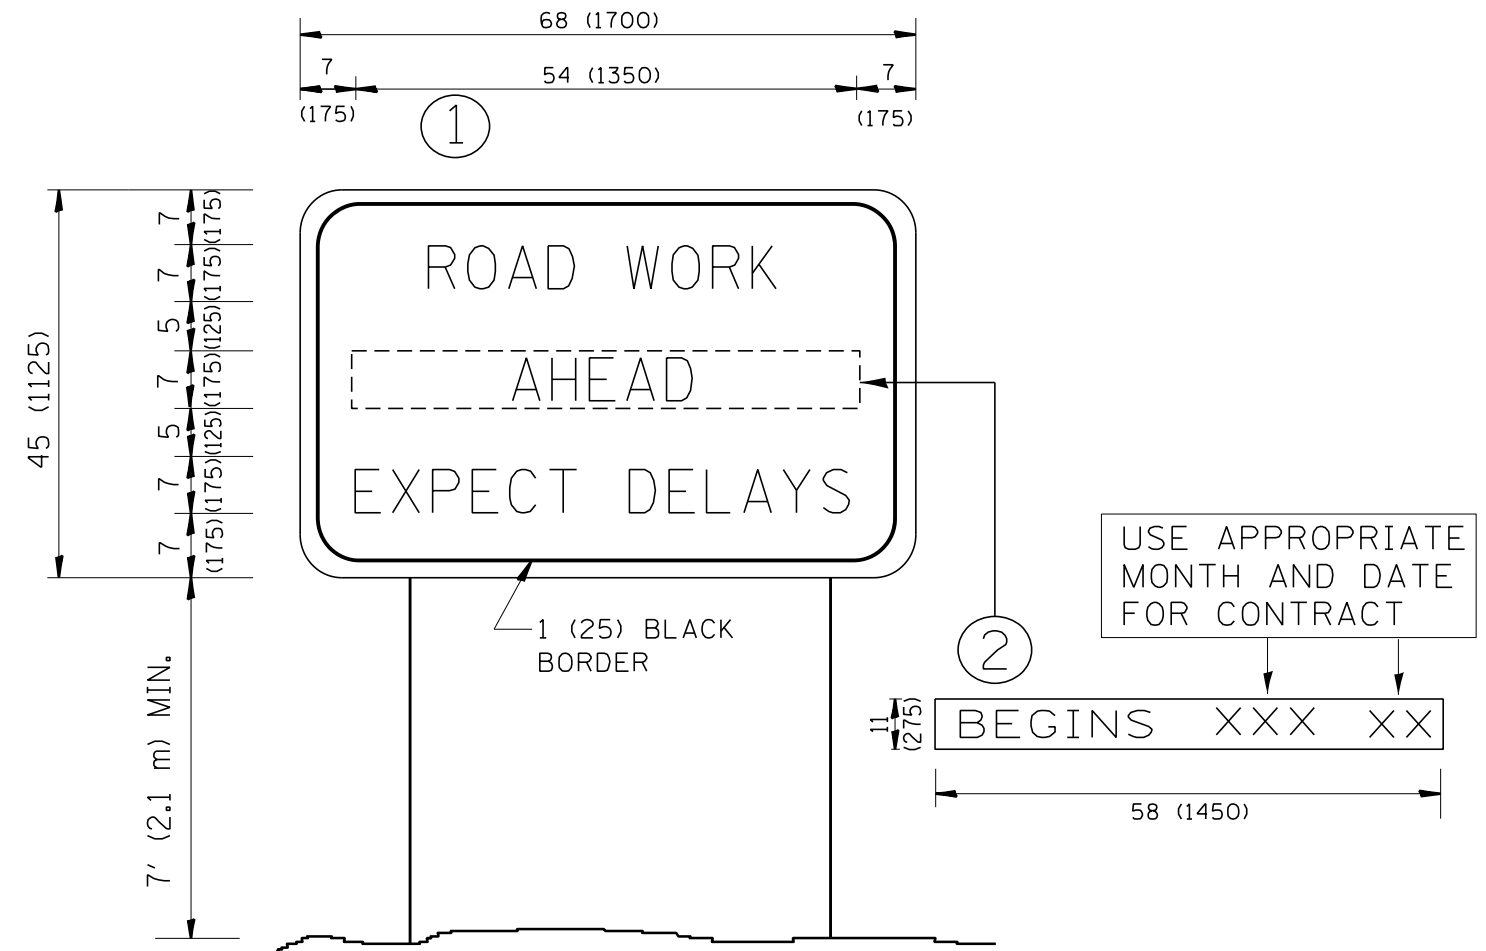 68 (1700)
7
54 (1350)
7
(175)
(175)
1
7
(175)
7
(175)
5
(125)
7
(175)
5
(125)
7
(175)
7
(175)
45 (1125)
ROAD WORK
AHEAD
EXPECT DELAYS
1 (25) BLACK
BORDER
7' (2.1 m) MIN.
USE APPROPRIATE
MONTH AND DATE
FOR CONTRACT
2
11
(275)
BEGINS XXX XX
58 (1450)